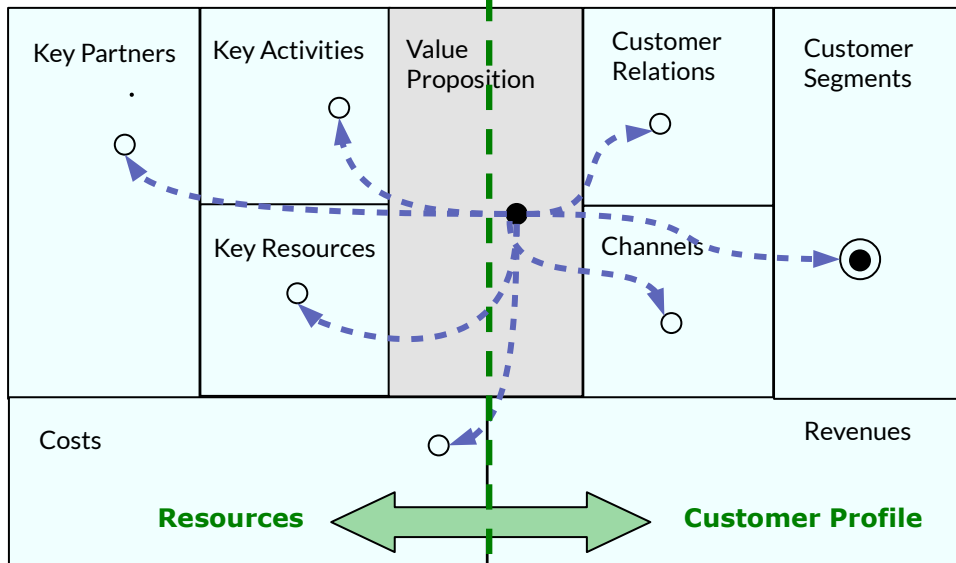 Key Partners
.
Key Activities
Value
Proposition
Customer
Relations
Customer
Segments
Key Resources
Channels
Costs
Revenues
Resources
Customer Profile